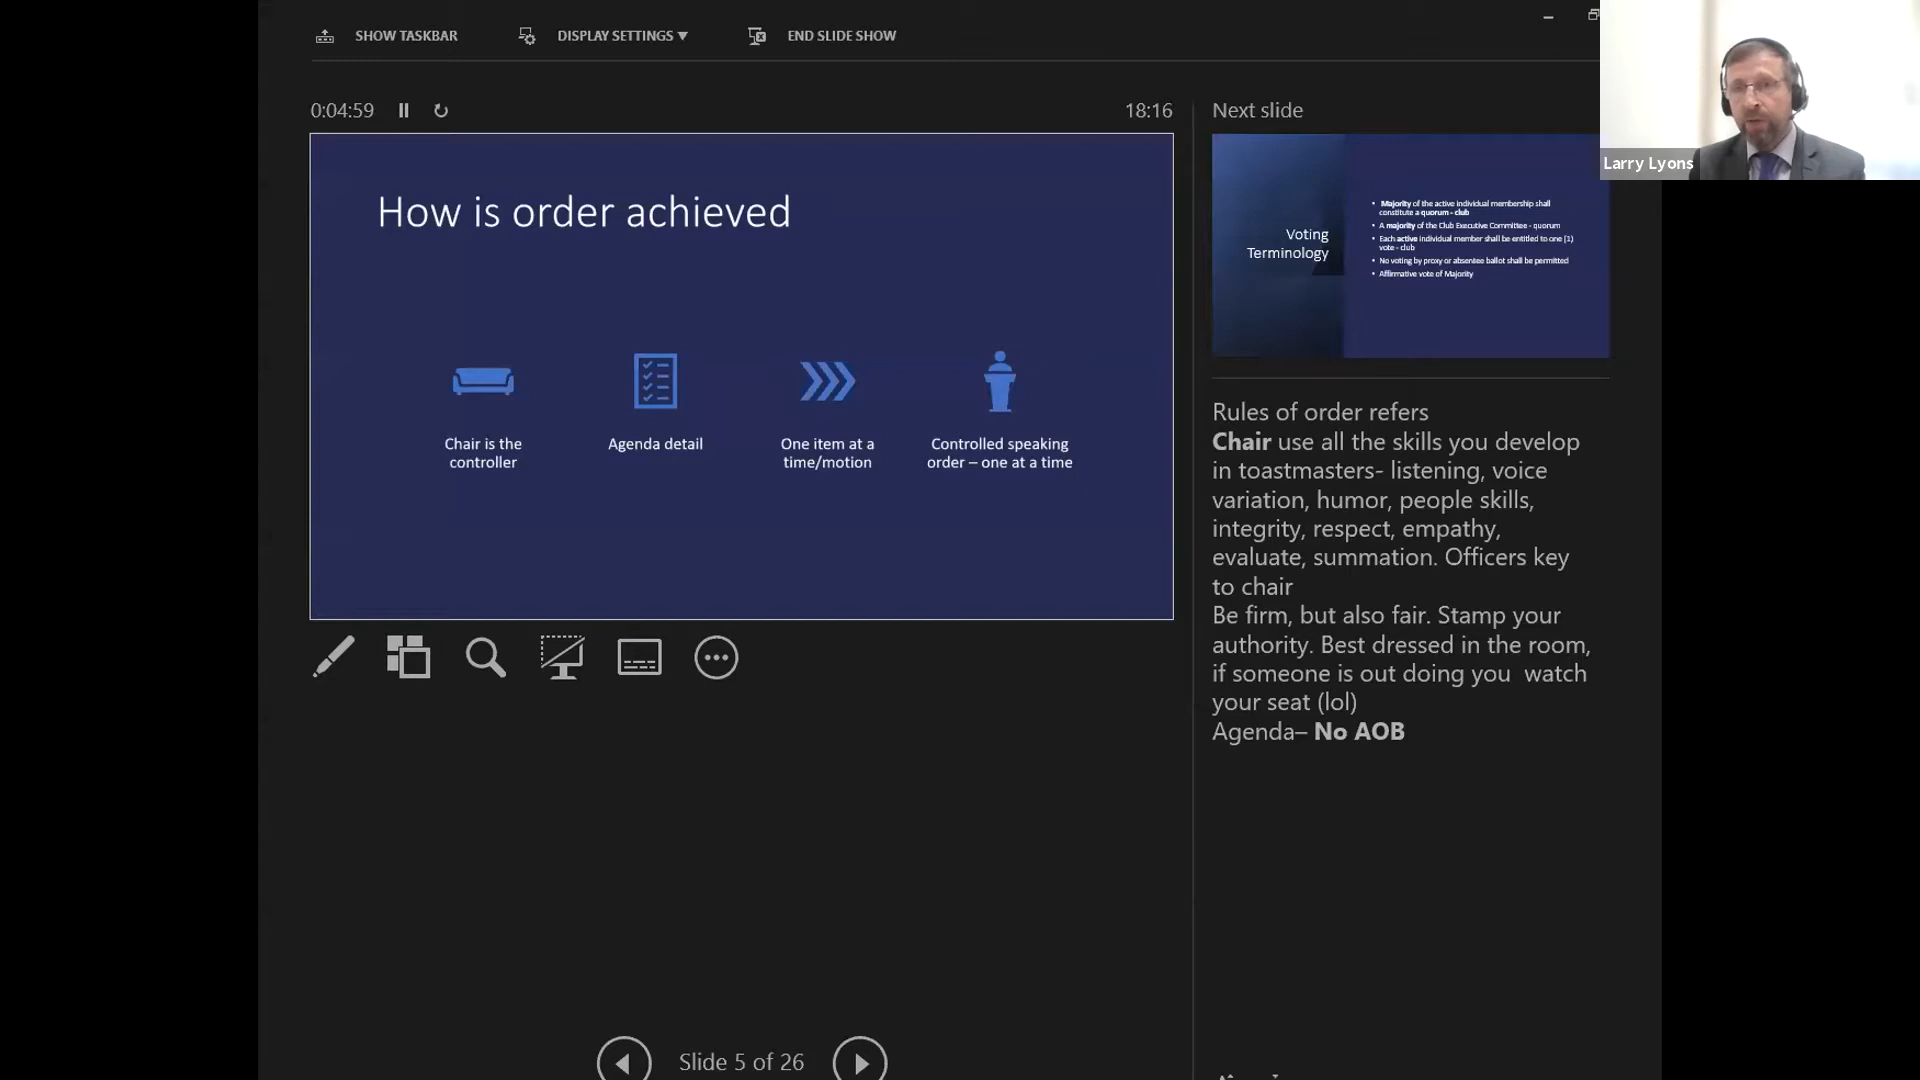 SHOW TASKBAR
DISPLAY SETTINGS ▼
END SLIDE SHOW
0:04:59
18:16
Next slide
Larry Lyons
How is order achieved
Chair is the
controller
Agenda detail
One item at a
time/motion
Controlled speaking
order – one at a time
Voting
Terminology
• Majority of the active individual membership shall
constitute a quorum - club
• A majority of the Club Executive Committee - quorum
• Each active individual member shall be entitled to one (1)
vote - club
• No voting by proxy or absentee ballot shall be permitted
• Affirmative vote of Majority
Rules of order refers
Chair use all the skills you develop
in toastmasters- listening, voice
variation, humor, people skills,
integrity, respect, empathy,
evaluate, summation. Officers key
to chair
Be firm, but also fair. Stamp your
authority. Best dressed in the room,
if someone is out doing you  watch
your seat (lol)
Agenda– No AOB
Slide 5 of 26